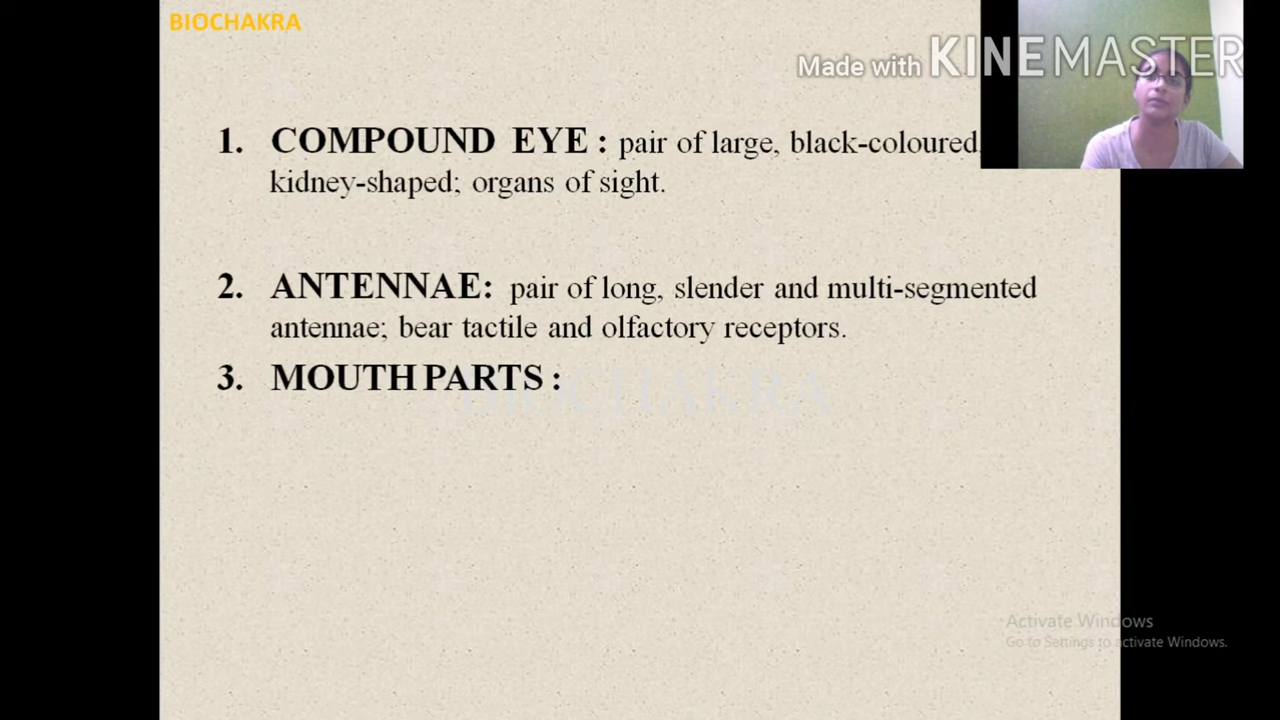 BIOCHAKRA
Made with KINEMASTER
1. COMPOUND EYE : pair of large, black-coloured,
kidney-shaped; organs of sight.
2. ANTENNAE: pair of long, slender and multi-segmented
antennae; bear tactile and olfactory receptors.
3. MOUTH PARTS :
BIOCHAKRA
Activate Windows
Go to Settings to activate Windows.